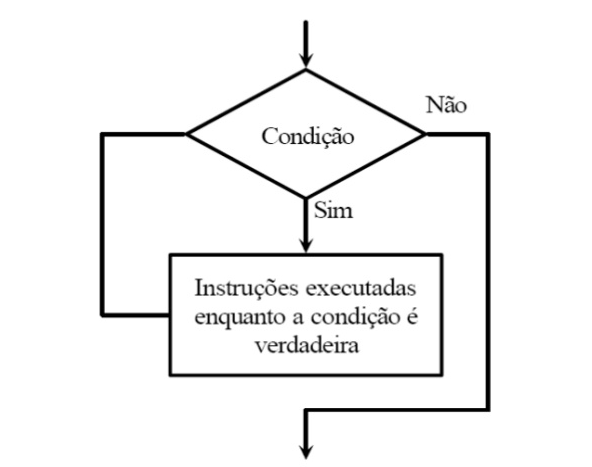 Não
Condição
Sim
Instruções executadas
enquanto a condição é
verdadeira